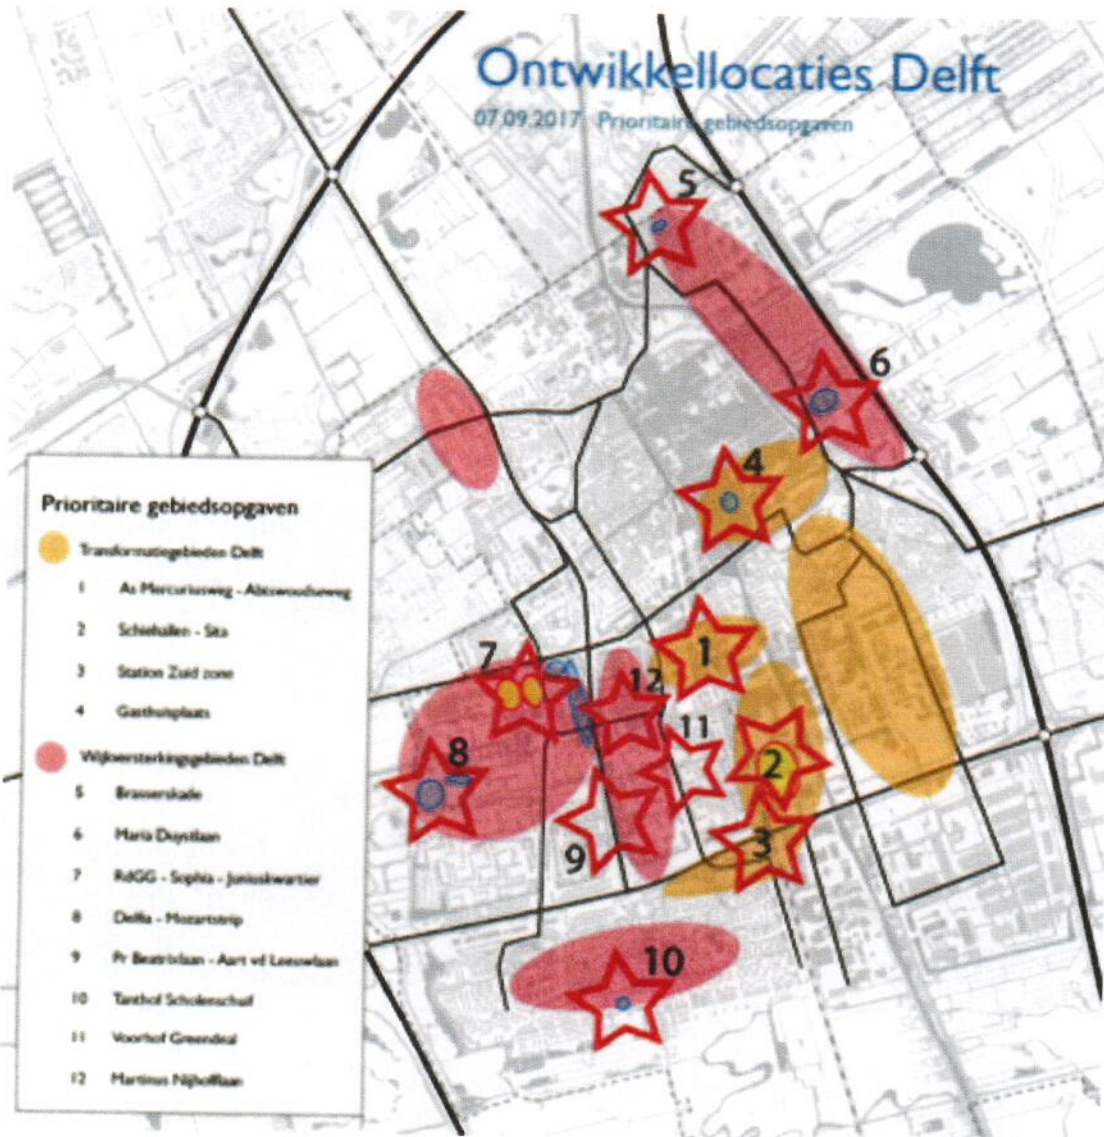 Ontwikkellocaties Delft
07.09.2017 Prioritaire gebiedsopgaven
5
6
4
1
7
12
11
8
2
9
3
10
Prioritaire gebiedsopgaven
Transformatiegebieden Delft
1 As Mercuriusweg - Abtswoudseweg
2 Schiehallen - Sita
3 Station Zuid zone
4 Gasthuisplaats
Wijkversterkingsgebieden Delft
5 Brasserskade
6 Maria Duystlaan
7 RdGG - Sophia - Juniuskwartier
8 Delfia - Mozartstrip
9 Pr Beatrixlaan - Aart vd Leeuwlaan
10 Tanthof Scholenschuif
11 Voorhof Greendeal
12 Martinus Nijhofflaan